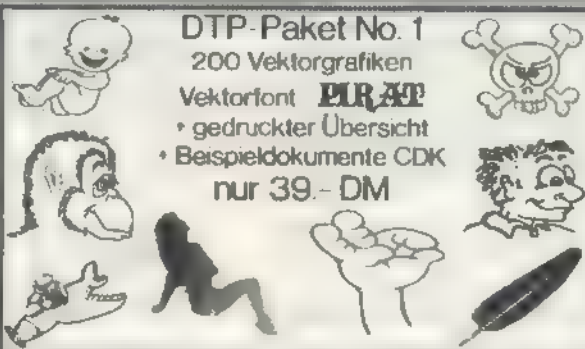 DTP-Paket No. 1
200 Vektorgrafiken
Vektorfont PIRAT
+ gedruckter Übersicht
+ Beispieldokumente CDK
nur 39.- DM